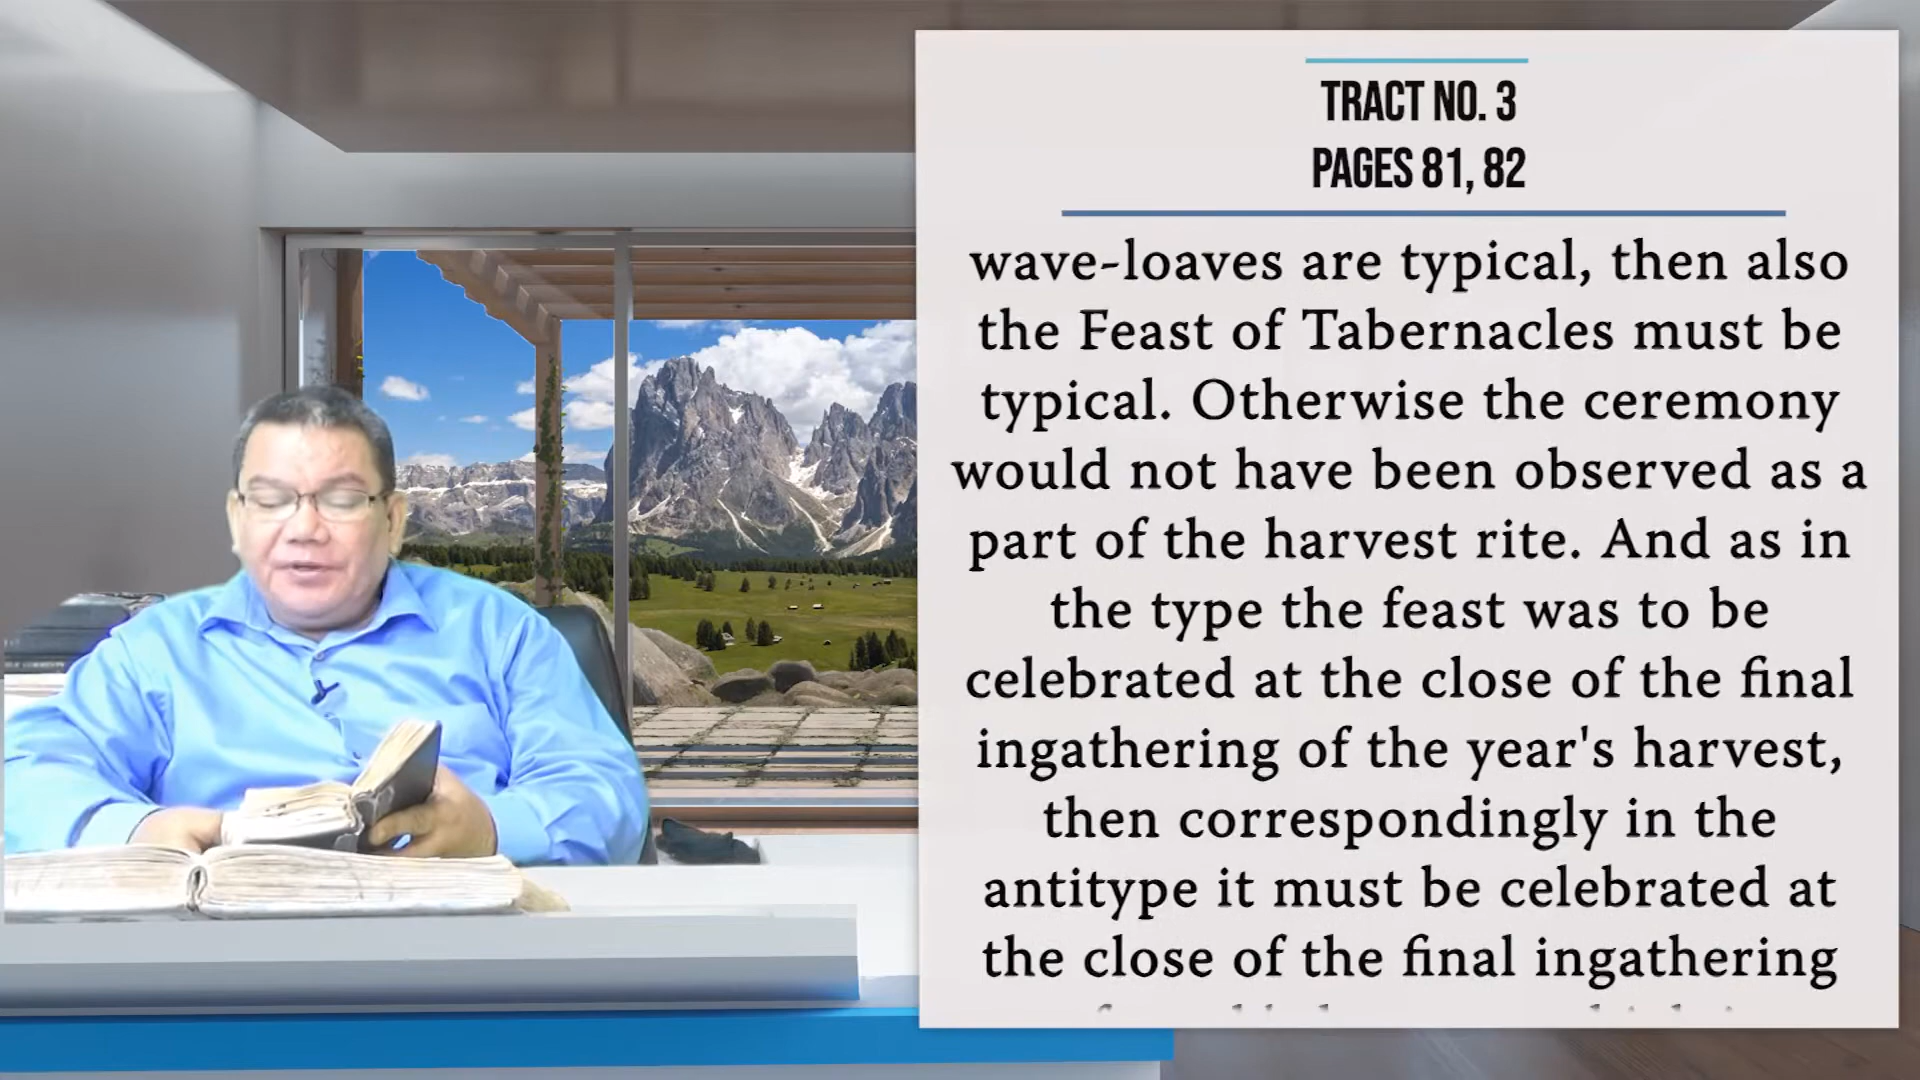 TRACT NO. 3
PAGES 81, 82
wave-loaves are typical, then also
the Feast of Tabernacles must be
typical. Otherwise the ceremony
would not have been observed as a
part of the harvest rite. And as in
the type the feast was to be
celebrated at the close of the final
ingathering of the year's harvest,
then correspondingly in the
antitype it must be celebrated at
the close of the final ingathering